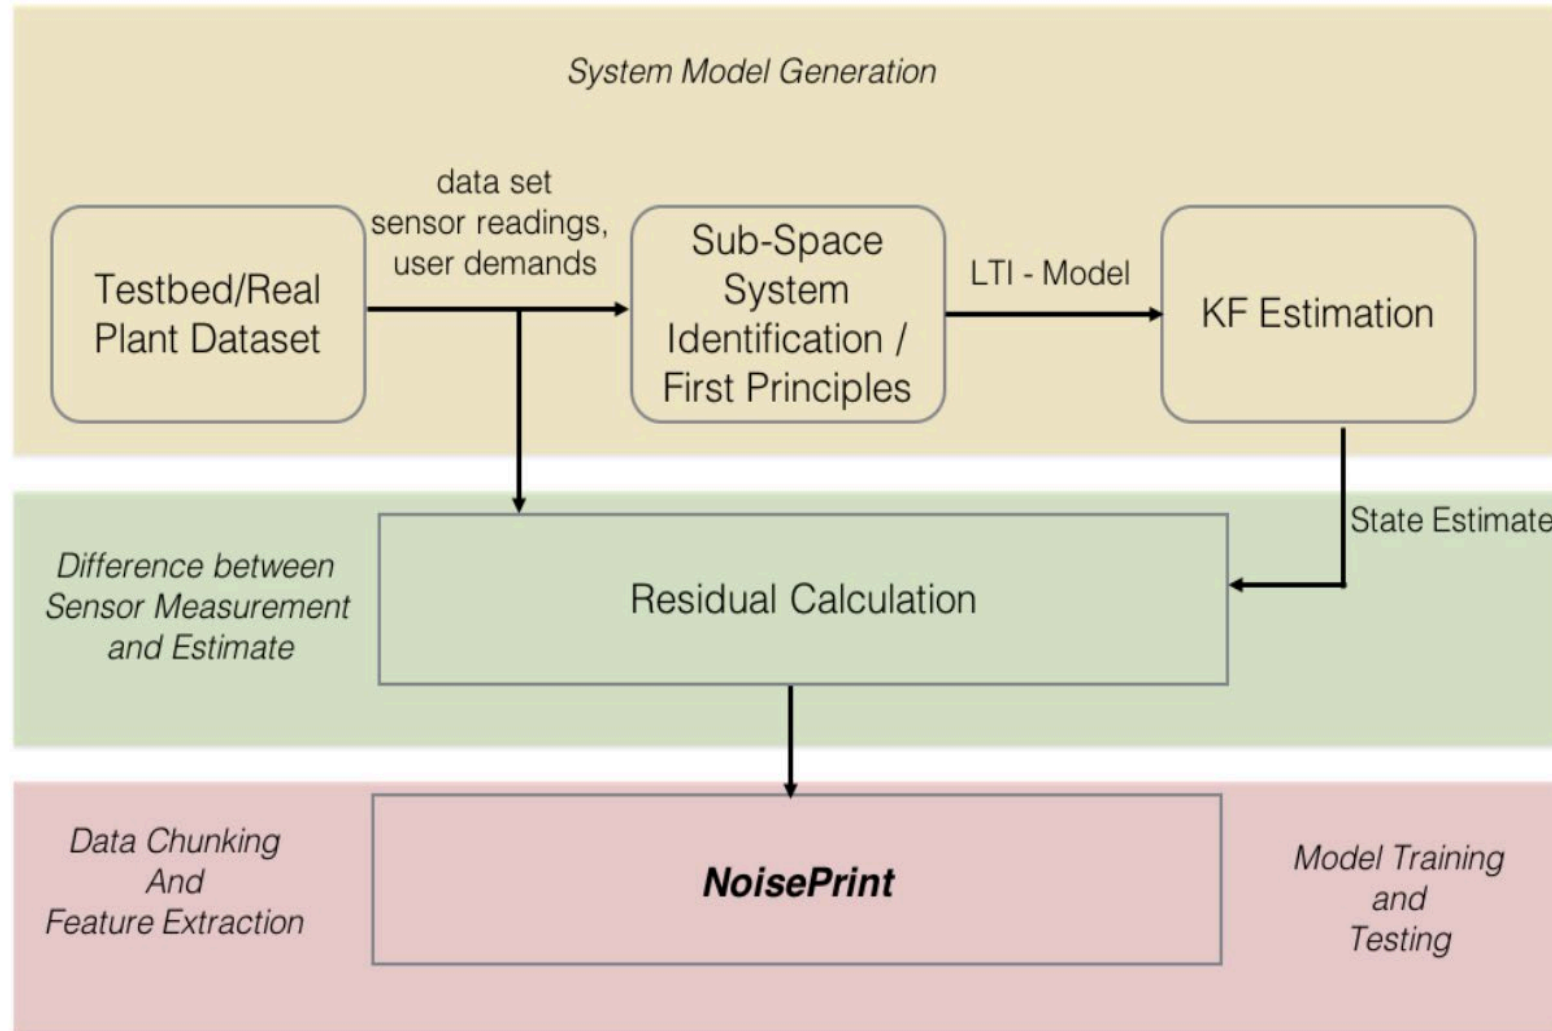 System Model Generation
data set
sensor readings,
user demands
Testbed/Real
Plant Dataset
Sub-Space
System
Identification /
First Principles
LTI - Model
KF Estimation
State Estimate
Difference between
Sensor Measurement
and Estimate
Residual Calculation
Data Chunking
And
Feature Extraction
NoisePrint
Model Training
and
Testing